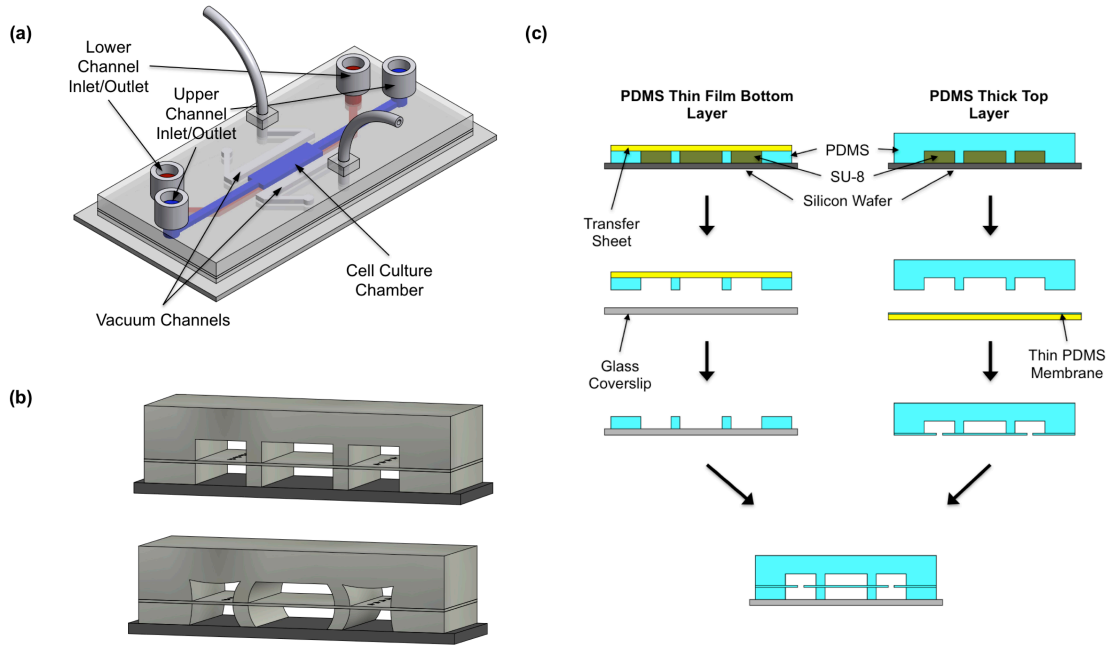 (a)
Lower
Channel
Inlet/Outlet
Upper
Channel
Inlet/Outlet
Cell Culture
Chamber
Vacuum Channels
(b)
(c)
PDMS Thin Film Bottom
Layer
PDMS Thick Top
Layer
PDMS
SU-8
Silicon Wafer
Transfer
Sheet
Glass
Coverslip
Thin PDMS
Membrane